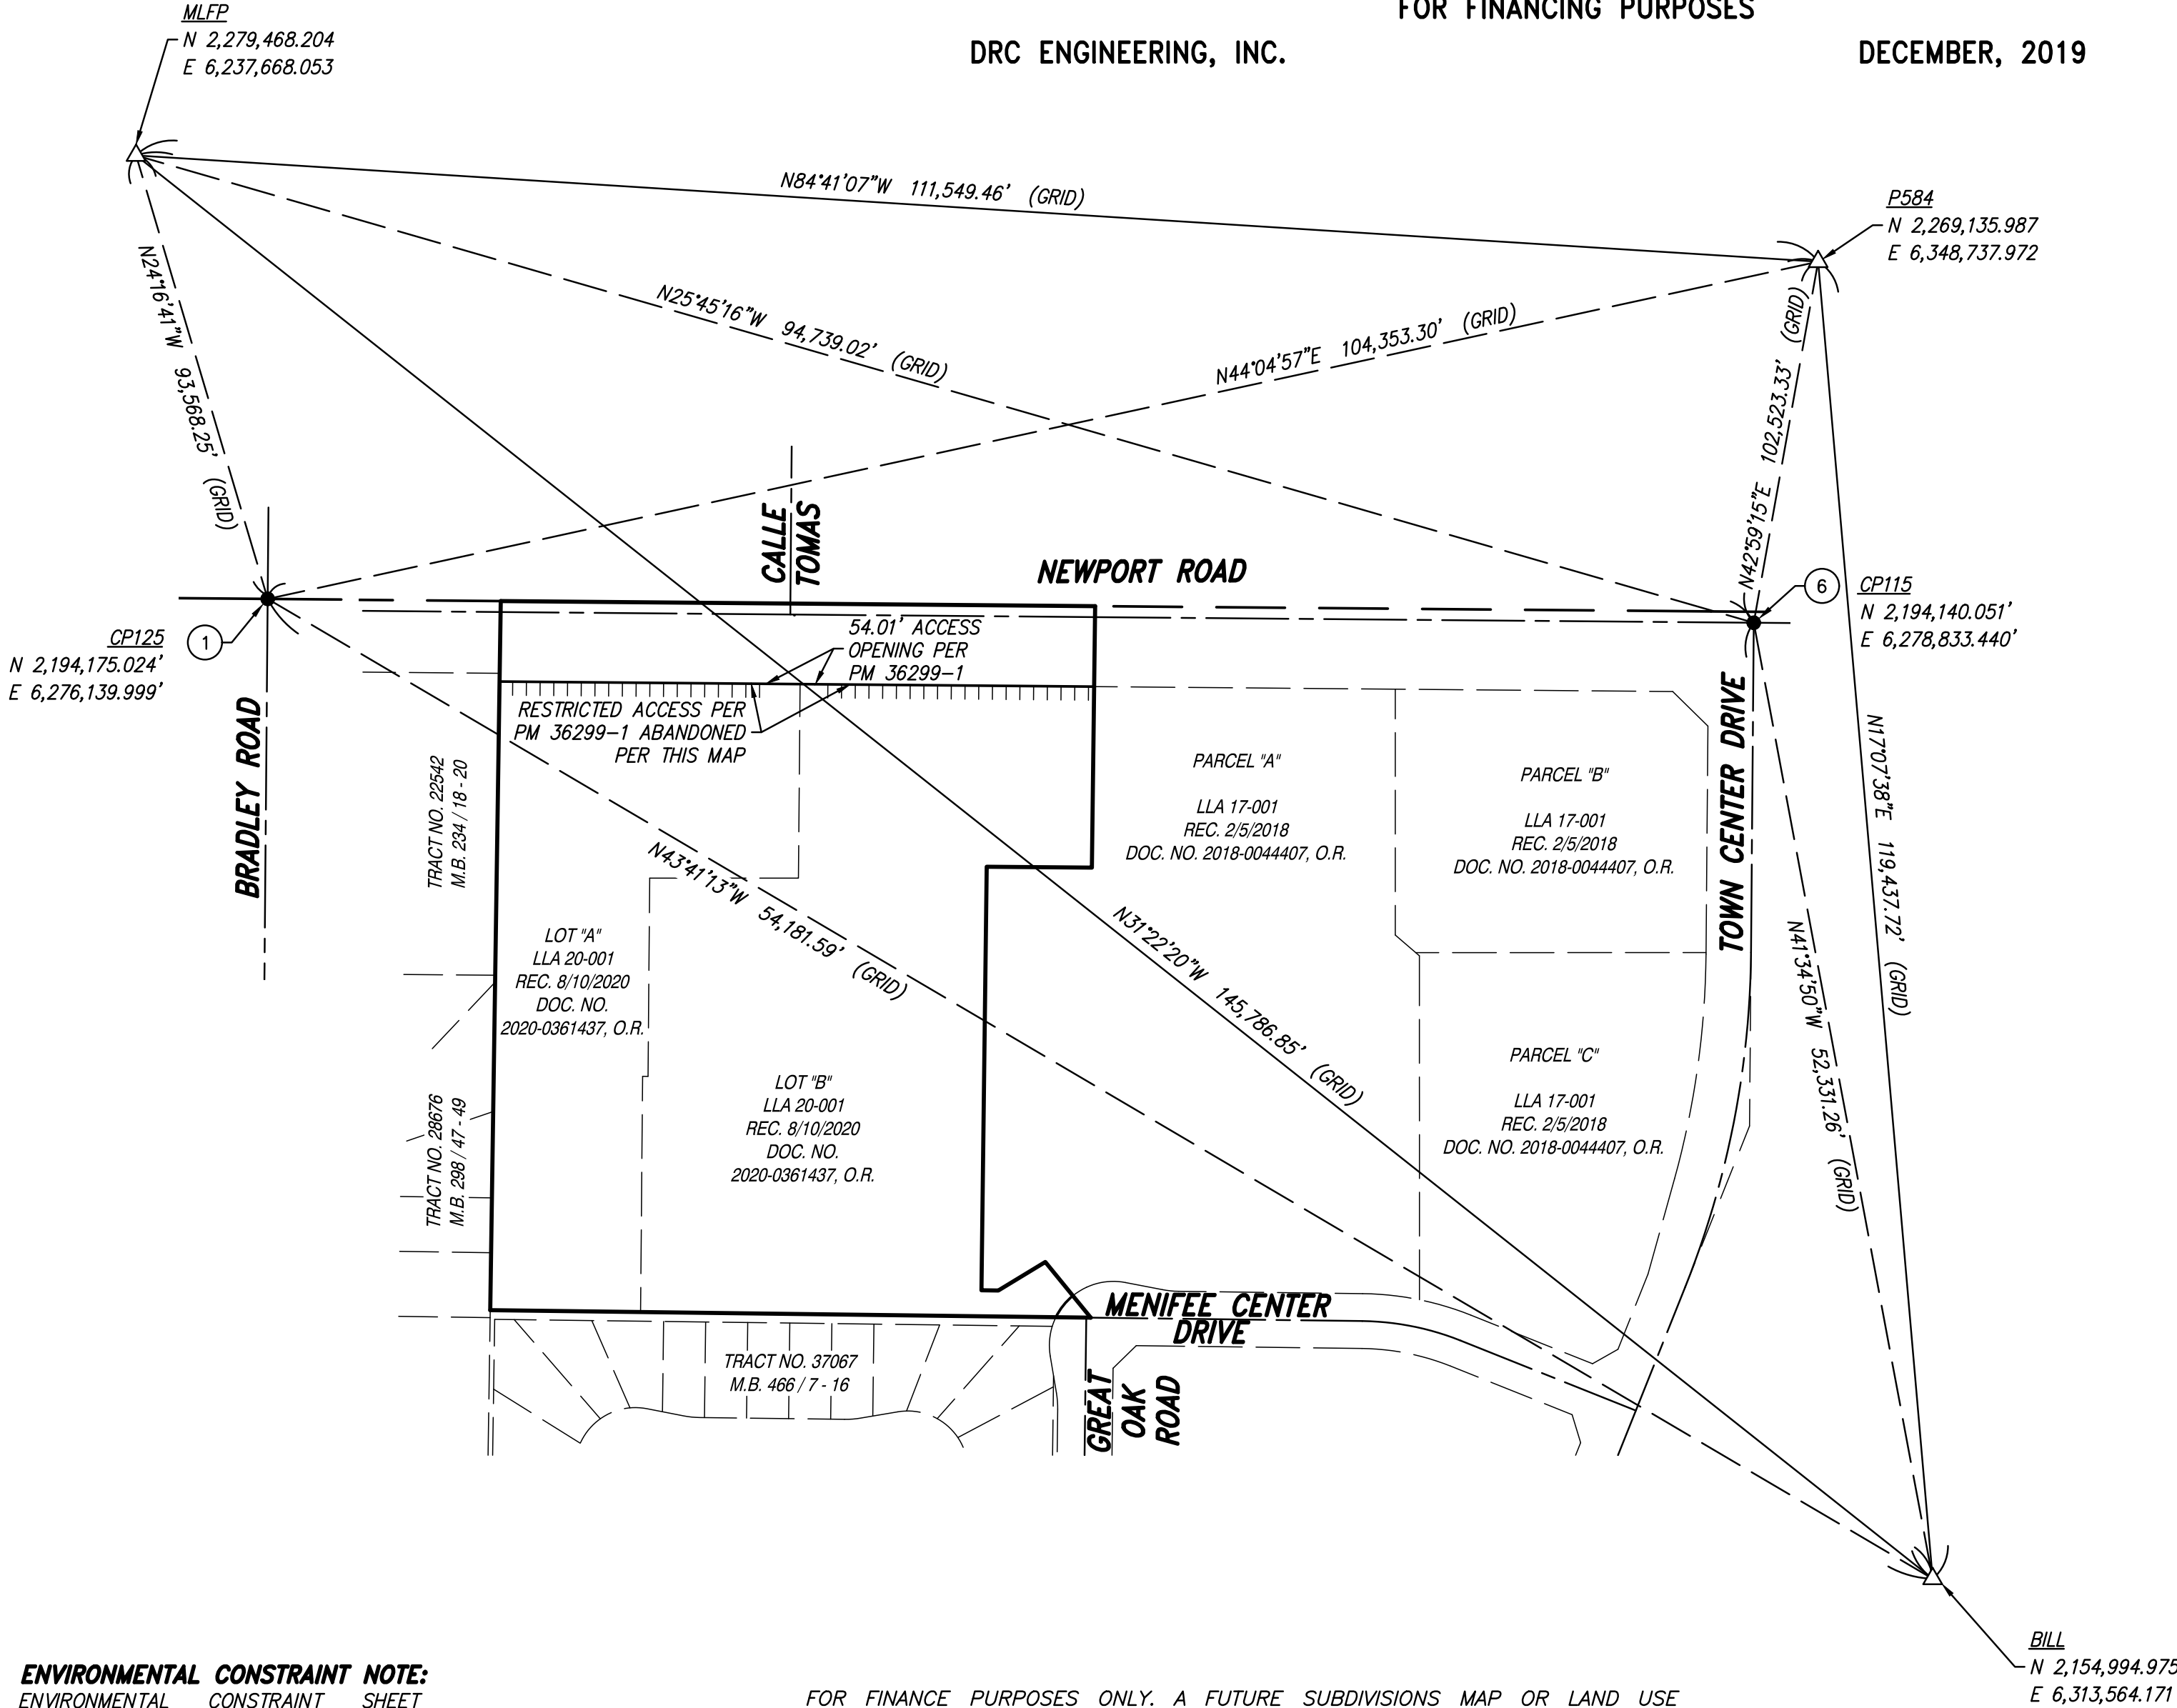 FOR FINANCING PURPOSES
DRC ENGINEERING, INC.
DECEMBER, 2019
MLFP
N 2,279,468.204
E 6,237,668.053
N84°41'07"W 111,549.46' (GRID)
P584
N 2,269,135.987
E 6,348,737.972
N24°16'41"W 93,568.25' (GRID)
N25°45'16"W 94,739.02' (GRID)
N44°04'57"E 104,353.30' (GRID)
N42°59'15"E 102,523.33' (GRID)
CALLE
TOMAS
NEWPORT ROAD
6
CP115
N 2,194,140.051'
E 6,278,833.440'
1
CP125
N 2,194,175.024'
E 6,276,139.999'
54.01' ACCESS
OPENING PER
PM 36299-1
RESTRICTED ACCESS PER
PM 36299-1 ABANDONED
PER THIS MAP
BRADLEY ROAD
TRACT NO. 22542
M.B. 234 / 18 - 20
PARCEL "A"
LLA 17-001
REC. 2/5/2018
DOC. NO. 2018-0044407, O.R.
PARCEL "B"
LLA 17-001
REC. 2/5/2018
DOC. NO. 2018-0044407, O.R.
TOWN CENTER DRIVE
N17°07'38"E 119,437.72' (GRID)
N43°41'13"W 54,181.59' (GRID)
N31°22'20"W 145,786.85' (GRID)
N41°34'50"W 52,331.26' (GRID)
LOT "A"
LLA 20-001
REC. 8/10/2020
DOC. NO.
2020-0361437, O.R.
LOT "B"
LLA 20-001
REC. 8/10/2020
DOC. NO.
2020-0361437, O.R.
PARCEL "C"
LLA 17-001
REC. 2/5/2018
DOC. NO. 2018-0044407, O.R.
TRACT NO. 28676
M.B. 298 / 47 - 49
MENIFEE CENTER
DRIVE
TRACT NO. 37067
M.B. 466 / 7 - 16
GREAT
OAK
ROAD
BILL
N 2,154,994.975
E 6,313,564.171
ENVIRONMENTAL CONSTRAINT NOTE:
ENVIRONMENTAL CONSTRAINT SHEET
FOR FINANCE PURPOSES ONLY. A FUTURE SUBDIVISIONS MAP OR LAND USE